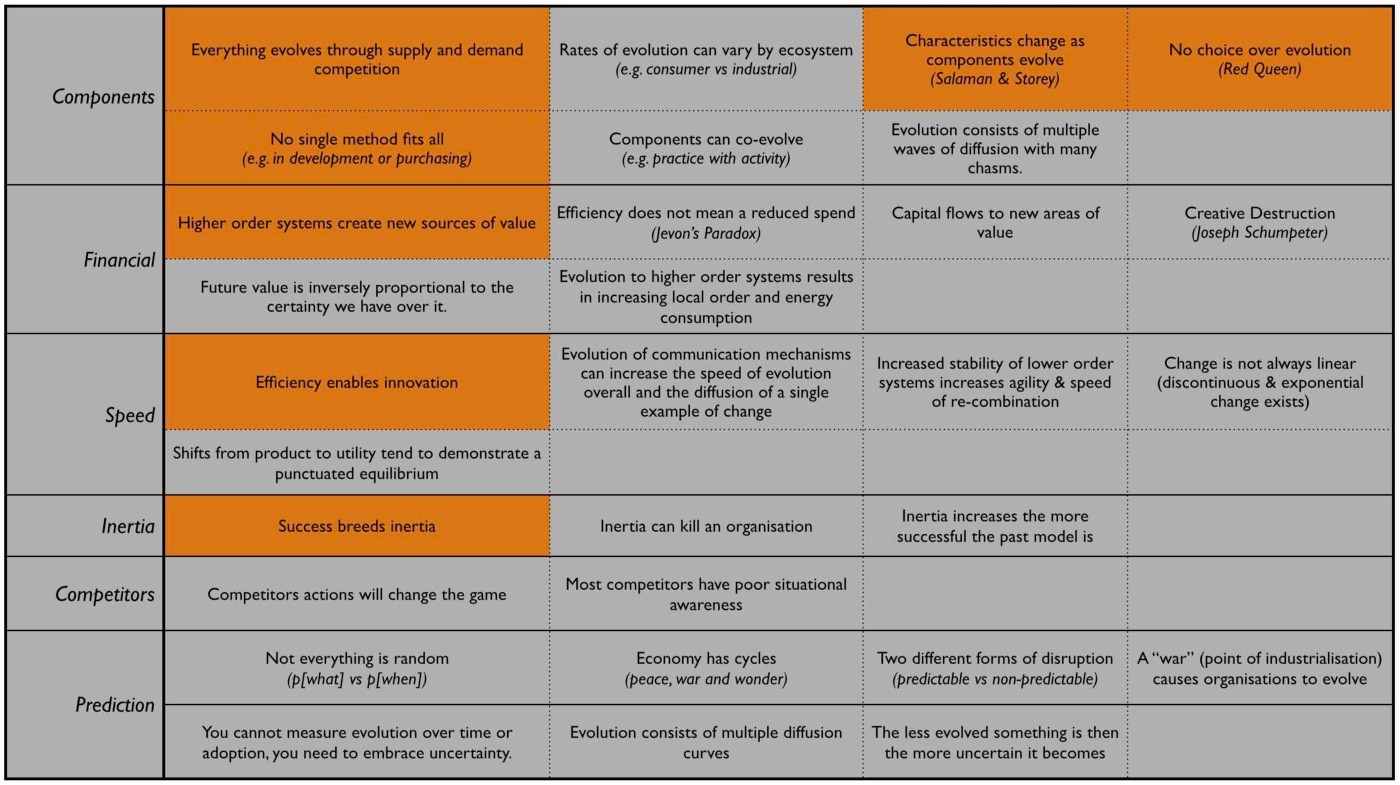 Components
Everything evolves through supply and demand
competition
Rates of evolution can vary by ecosystem
(e.g. consumer vs industrial)
Characteristics change as
components evolve
(Salaman & Storey)
No choice over evolution
(Red Queen)
No single method fits all
(e.g. in development or purchasing)
Components can co-evolve
(e.g. practice with activity)
Evolution consists of multiple
waves of diffusion with many
chasms.
Financial
Higher order systems create new sources of value
Efficiency does not mean a reduced spend
(Jevon's Paradox)
Capital flows to new areas of
value
Creative Destruction
(Joseph Schumpeter)
Future value is inversely proportional to the
certainty we have over it.
Evolution to higher order systems results
in increasing local order and energy
consumption
Speed
Efficiency enables innovation
Evolution of communication mechanisms
can increase the speed of evolution
overall and the diffusion of a single
example of change
Increased stability of lower order
systems increases agility & speed
of re-combination
Change is not always linear
(discontinuous & exponential
change exists)
Shifts from product to utility tend to demonstrate a
punctuated equilibrium
Inertia
Success breeds inertia
Inertia can kill an organisation
Inertia increases the more
successful the past model is
Competitors
Competitors actions will change the game
Most competitors have poor situational
awareness
Prediction
Not everything is random
(p[what] vs p[when])
Economy has cycles
(peace, war and wonder)
Two different forms of disruption
(predictable vs non-predictable)
A “war” (point of industrialisation)
causes organisations to evolve
You cannot measure evolution over time or
adoption, you need to embrace uncertainty.
Evolution consists of multiple diffusion
curves
The less evolved something is then
the more uncertain it becomes